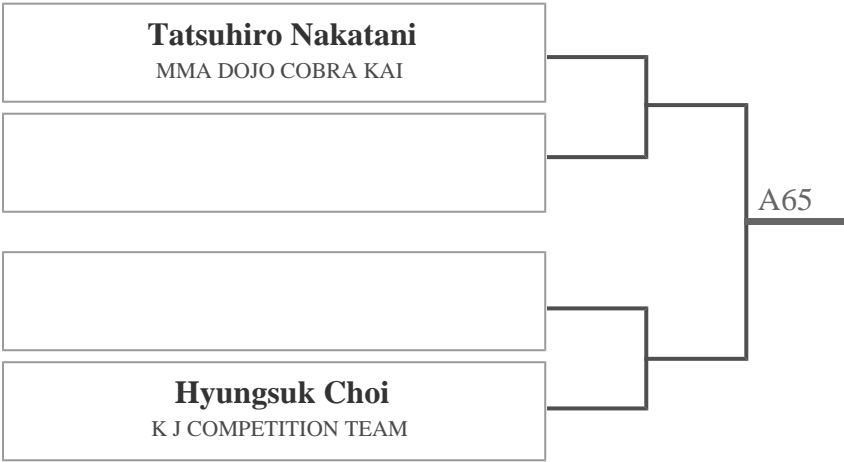 Tatsuhiro Nakatani
MMA DOJO COBRA KAI
A65
Hyungsuk Choi
K J COMPETITION TEAM